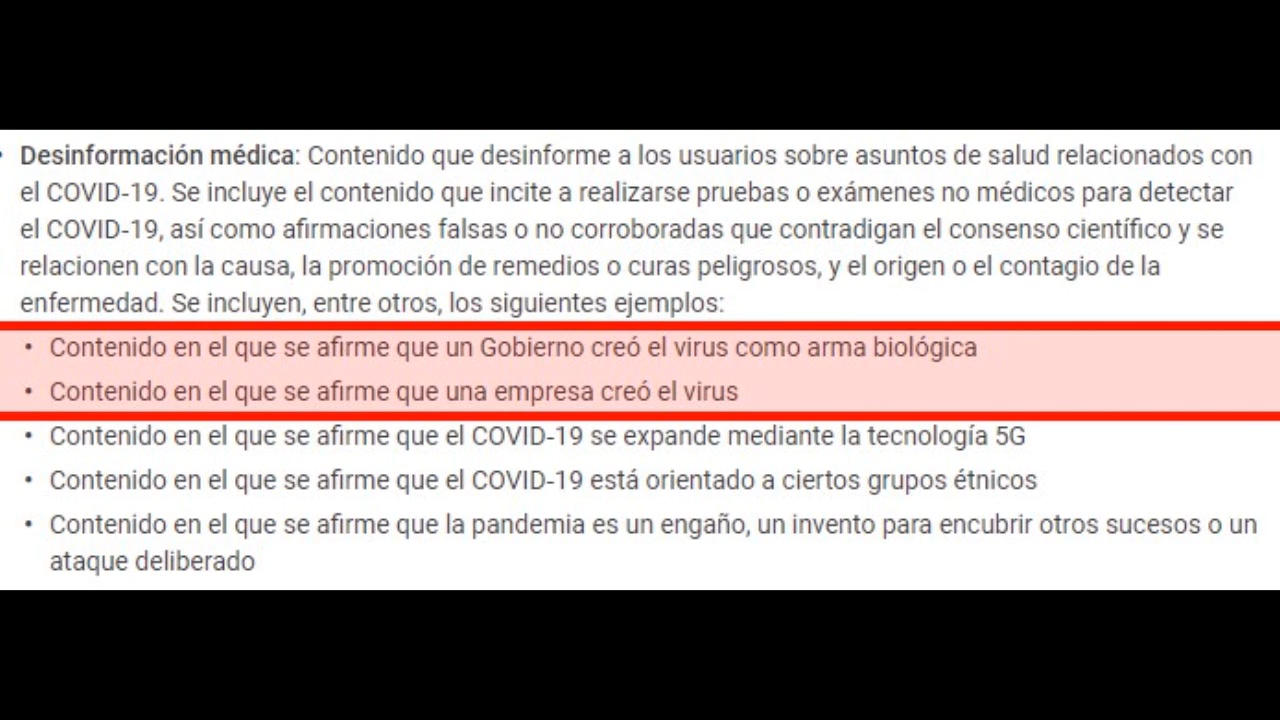 • Desinformación médica: Contenido que desinforme a los usuarios sobre asuntos de salud relacionados con
el COVID-19. Se incluye el contenido que incite a realizarse pruebas o exámenes no médicos para detectar
el COVID-19, así como afirmaciones falsas o no corroboradas que contradigan el consenso científico y se
relacionen con la causa, la promoción de remedios o curas peligrosos, y el origen o el contagio de la
enfermedad. Se incluyen, entre otros, los siguientes ejemplos:
• Contenido en el que se afirme que un Gobierno creó el virus como arma biológica
• Contenido en el que se afirme que una empresa creó el virus
• Contenido en el que se afirme que el COVID-19 se expande mediante la tecnología 5G
• Contenido en el que se afirme que el COVID-19 está orientado a ciertos grupos étnicos
• Contenido en el que se afirme que la pandemia es un engaño, un invento para encubrir otros sucesos o un
ataque deliberado